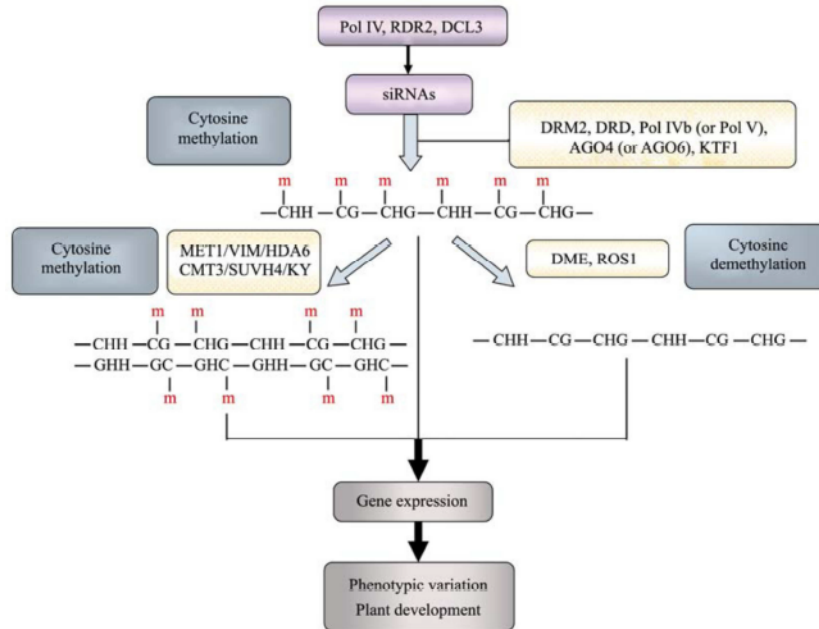 Pol IV, RDR2, DCL3
siRNAs
Cytosine
methylation
DRM2, DRD, Pol IVb (or Pol V),
AGO4 (or AGO6), KTF1
m m m m m m
—CHH—CG—CHG—CHH—CG—CHG—
Cytosine
methylation
MET1/VIM/HDA6
CMT3/SUVH4/KY
DME, ROS1
Cytosine
demethylation
m m m m
—CHH—CG—CHG—CHH—CG—CHG—
—GHH—GC—GHC—GHH—GC—GHC—
m m m m
—CHH—CG—CHG—CHH—CG—CHG—
Gene expression
Phenotypic variation
Plant development